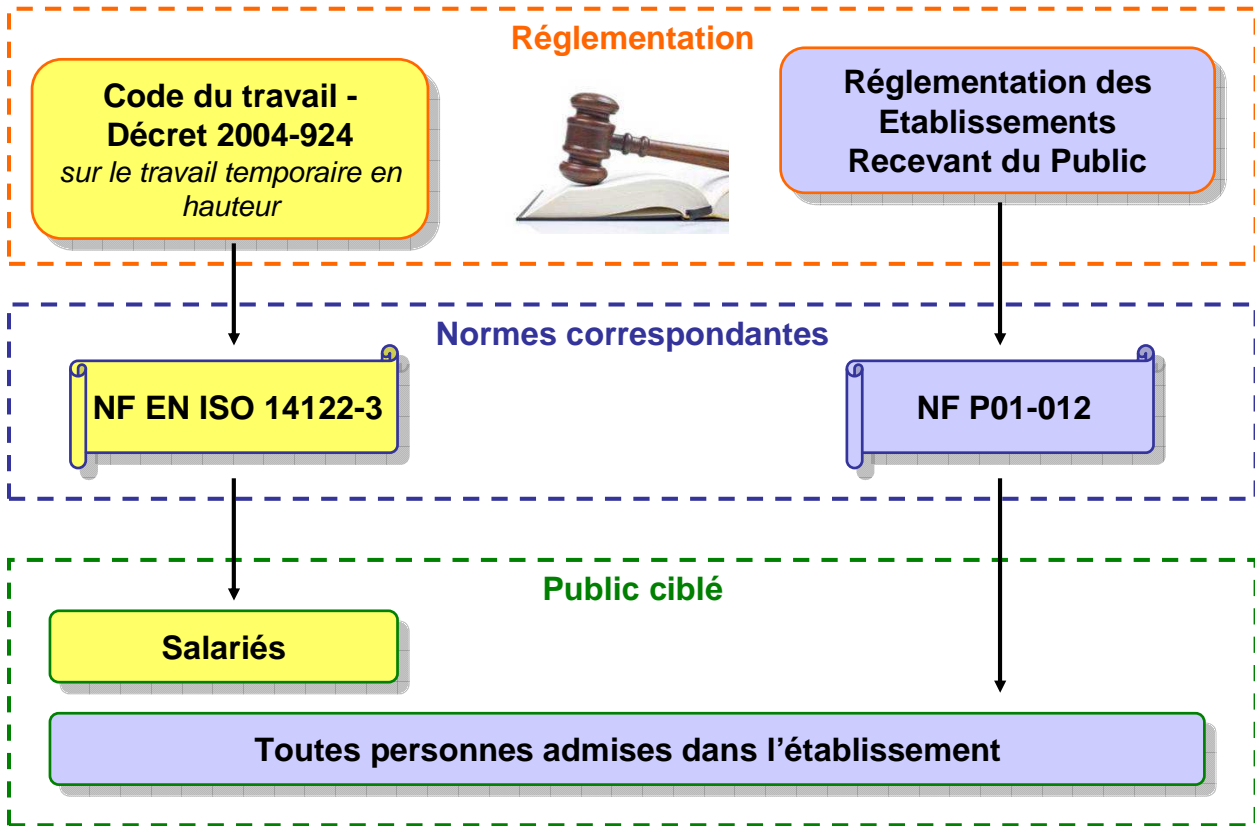 Réglementation
Code du travail -
Décret 2004-924
sur le travail temporaire en
hauteur
Réglementation des
Etablissements
Recevant du Public
Normes correspondantes
NF EN ISO 14122-3
NF P01-012
Public ciblé
Salariés
Toutes personnes admises dans l'établissement